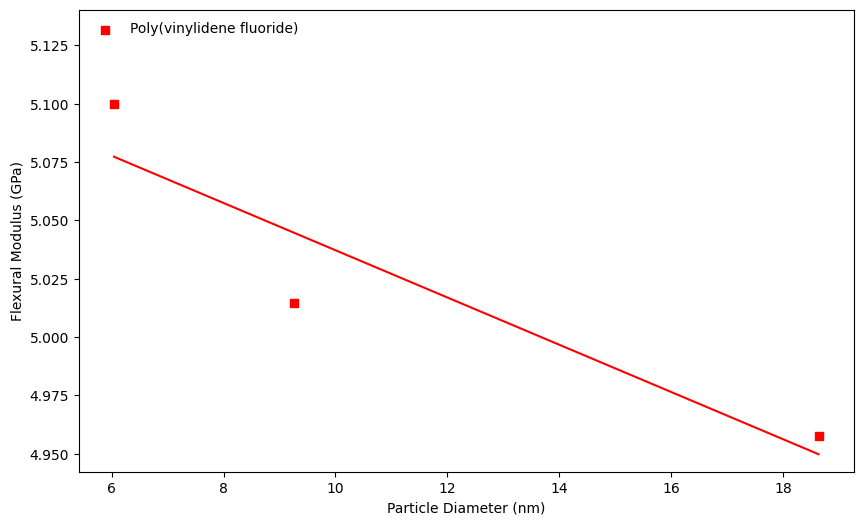 Poly(vinylidene fluoride)
5.125
5.100
5.075
5.050
5.025
5.000
4.975
4.950
Flexural Modulus (GPa)
6 8 10 12 14 16 18
Particle Diameter (nm)